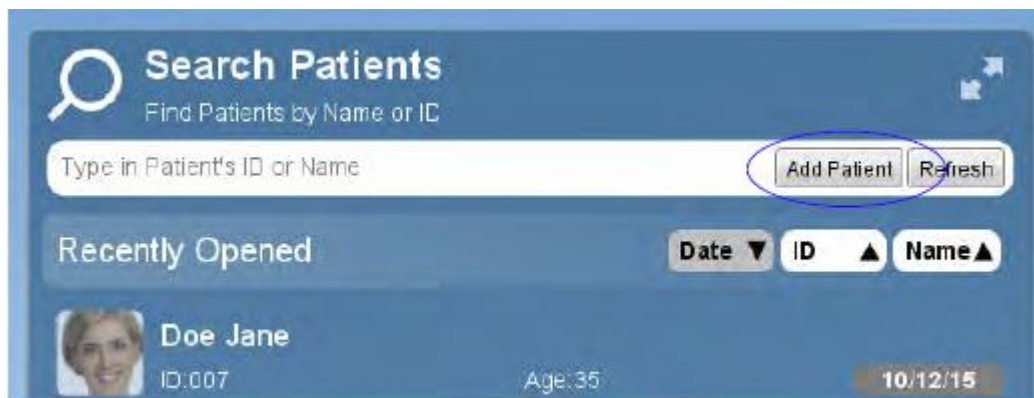 Search Patients
Find Patients by Name or ID
Type in Patient's ID or Name Add Patient Refresh
Recently Opened Date ▼ ID ▲ Name▲
Doe Jane
ID:007 Age:35 10/12/15